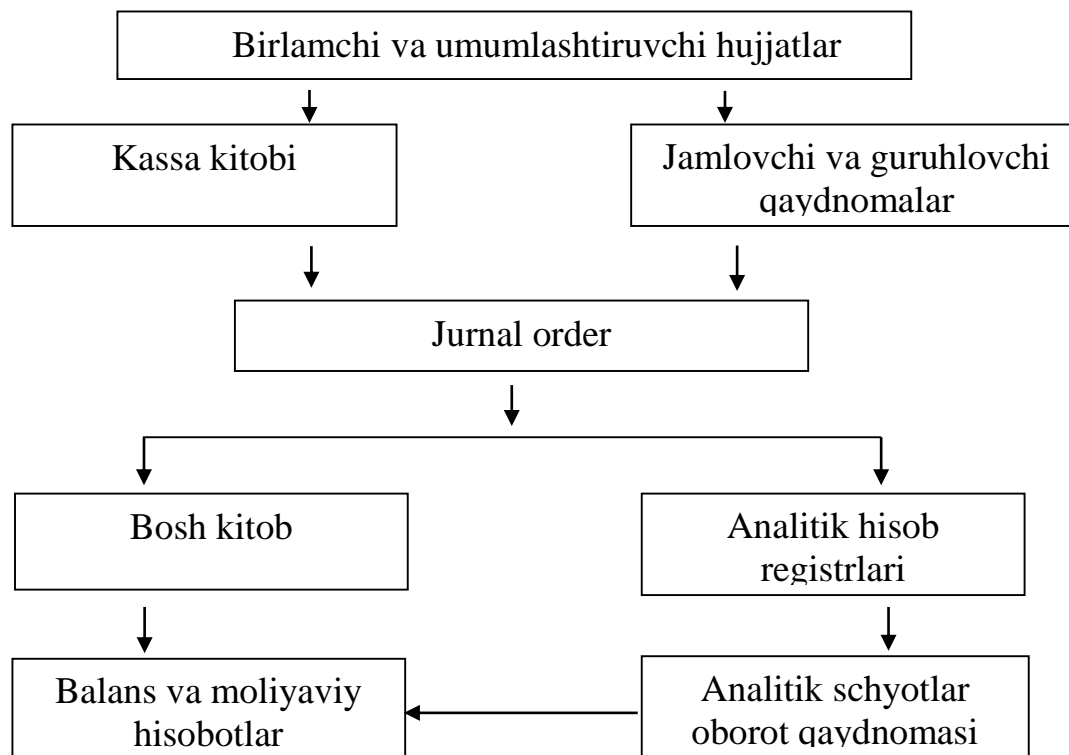 Birlamchi va umumlashtiruvchi hujjatlar
Kassa kitobi
Jamlovchi va guruhlovchi
qaydnomalar
Jurnal order
Bosh kitob
Analitik hisob
registrlari
Balans va moliyaviy
hisobotlar
Analitik schyotlar
oborot qaydnomasi